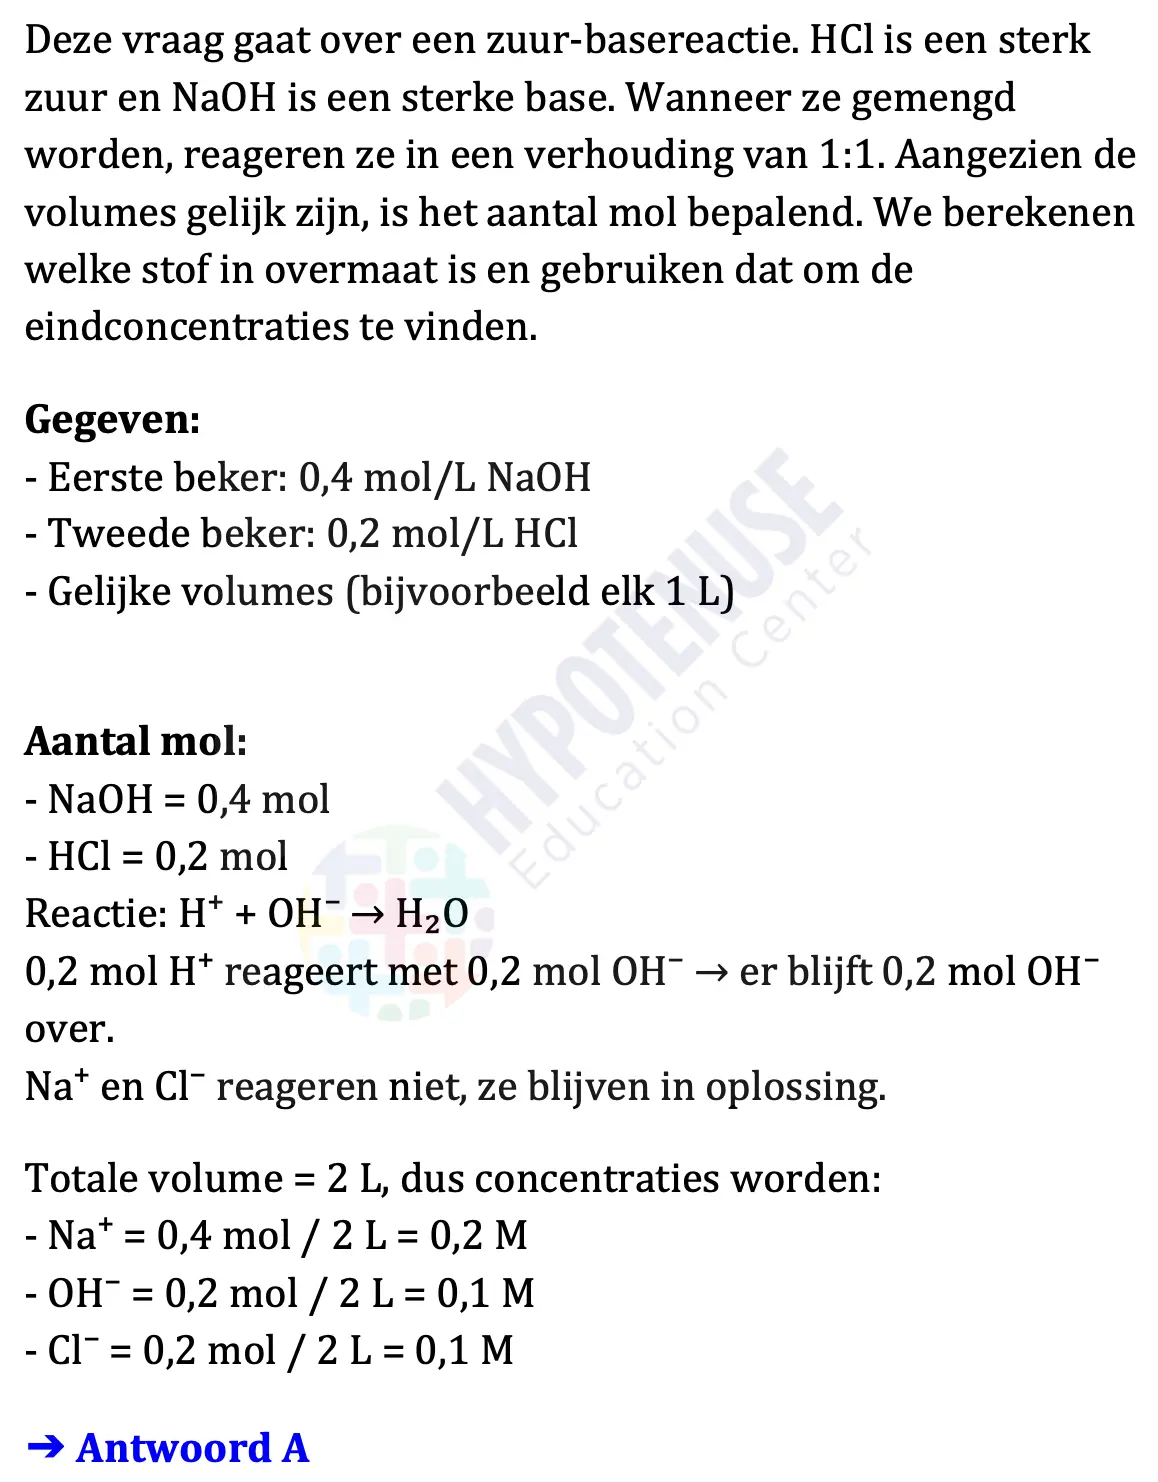 Deze vraag gaat over een zuur-basereactie. HCl is een sterk
zuur en NaOH is een sterke base. Wanneer ze gemengd
worden, reageren ze in een verhouding van 1:1. Aangezien de
volumes gelijk zijn, is het aantal mol bepalend. We berekenen
welke stof in overmaat is en gebruiken dat om de
eindconcentraties te vinden.
Gegeven:
- Eerste beker: 0,4 mol/L NaOH
- Tweede beker: 0,2 mol/L HCl
- Gelijke volumes (bijvoorbeeld elk 1 L)
HYPOTENUSE
Education Center
Aantal mol:
- NaOH = 0,4 mol
- HCl = 0,2 mol
Reactie: H⁺ + OH⁻ → H₂O
0,2 mol H⁺ reageert met 0,2 mol OH⁻ → er blijft 0,2 mol OH⁻
over.
Na⁺ en Cl⁻ reageren niet, ze blijven in oplossing.
Totale volume = 2 L, dus concentraties worden:
- Na⁺ = 0,4 mol / 2 L = 0,2 M
- OH⁻ = 0,2 mol / 2 L = 0,1 M
- Cl⁻ = 0,2 mol / 2 L = 0,1 M
➔ Antwoord A